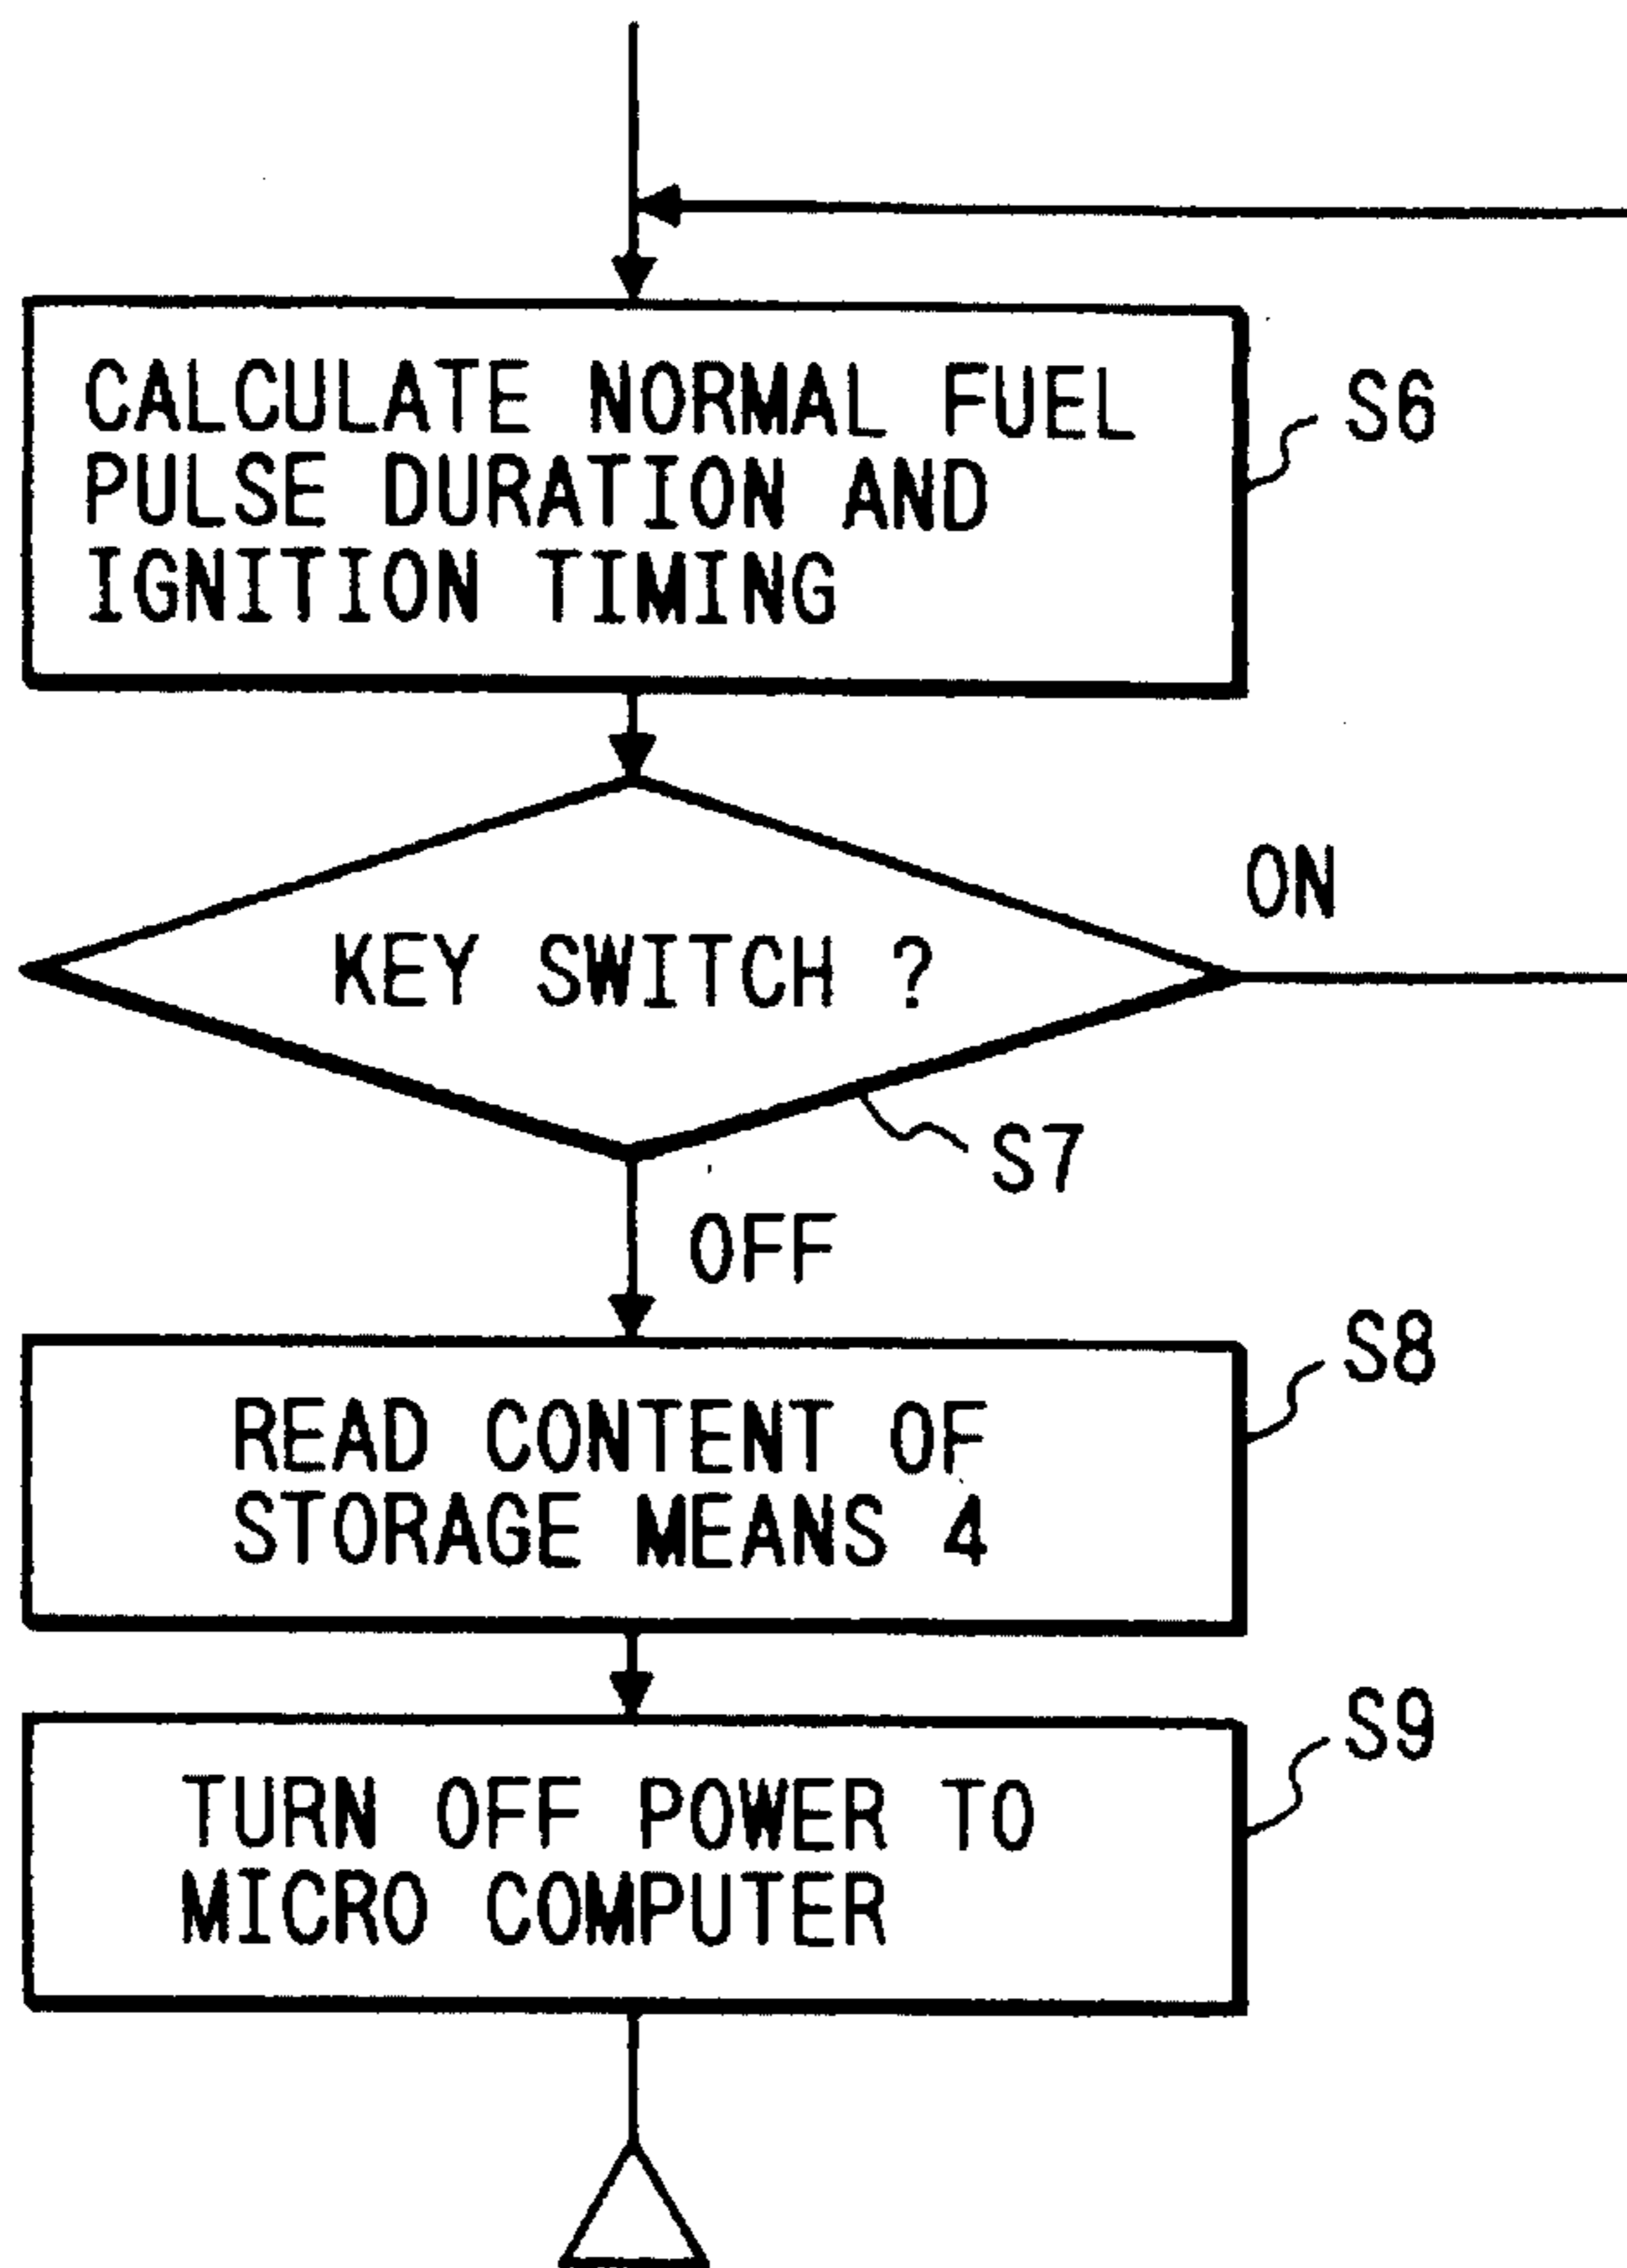 CALCULATE NORMAL FUEL
PULSE DURATION AND
IGNITION TIMING
S6
KEY SWITCH ?
ON
S7
OFF
READ CONTENT OF
STORAGE MEANS 4
S8
TURN OFF POWER TO
MICRO COMPUTER
S9